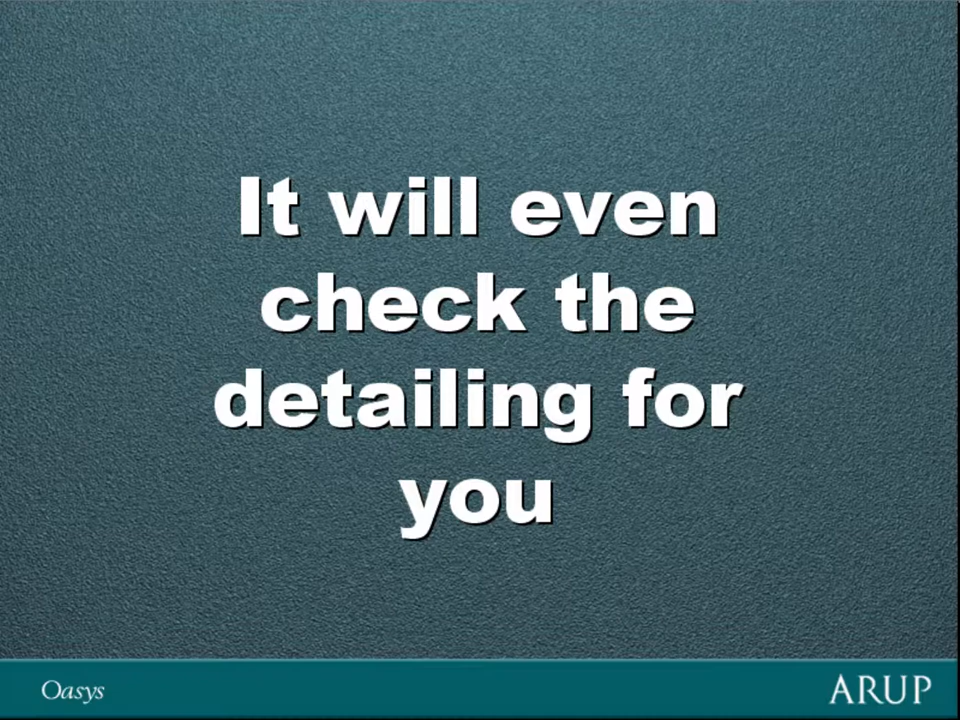 It will even
check the
detailing for
you
Oasys
ARUP